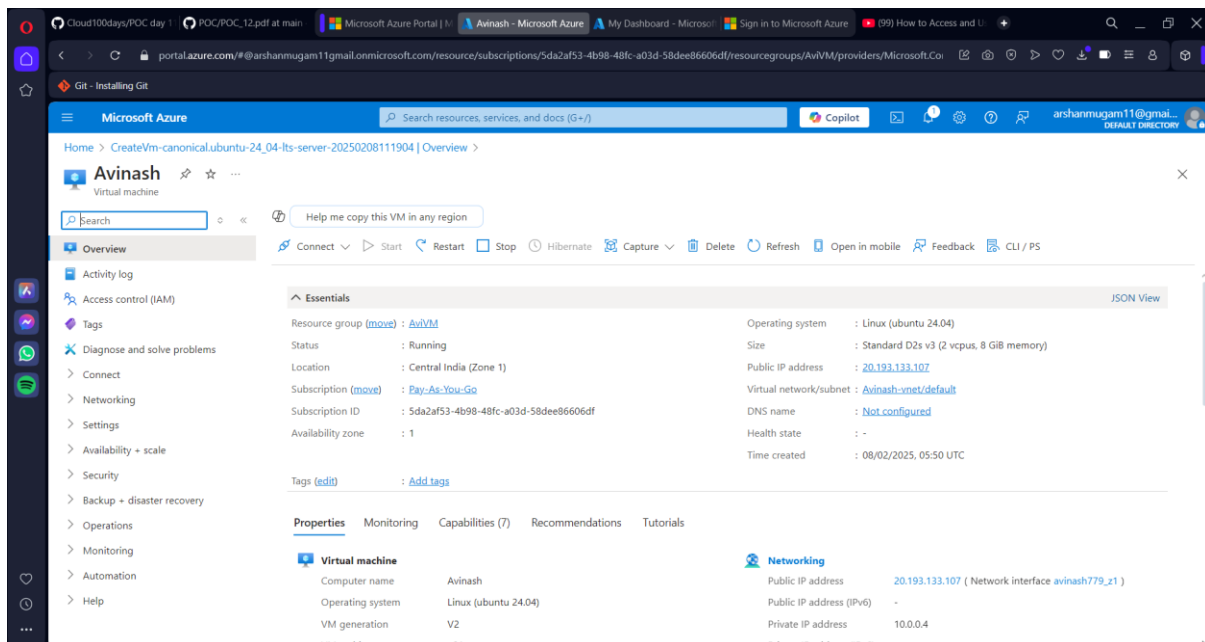 Cloud100days/POC day 1 POC/POC_12.pdf at main Microsoft Azure Portal | M Avinash - Microsoft Azure My Dashboard - Microsof Sign in to Microsoft Azure (99) How to Access and U
portal.azure.com/#@arshanmugam11gmail.onmicrosoft.com/resource/subscriptions/5da2af53-4b98-48fc-a03d-58dee86606df/resourcegroups/AviVM/providers/Microsoft.Co
Git - Installing Git
Microsoft Azure Search resources, services, and docs (G+/) Copilot 1 arshanmugam11@gmai...
DEFAULT DIRECTORY
Home > CreateVm-canonical.ubuntu-24_04-lts-server-20250208111904 | Overview >
Avinash
Virtual machine
Search Help me copy this VM in any region
Connect Start Restart Stop Hibernate Capture Delete Refresh Open in mobile Feedback CLI / PS
Overview
Activity log
Access control (IAM)
Tags
Diagnose and solve problems
Connect
Networking
Settings
Availability + scale
Security
Backup + disaster recovery
Operations
Monitoring
Automation
Help
Essentials JSON View
Resource group (move) : AviVM
Status : Running
Location : Central India (Zone 1)
Subscription (move) : Pay-As-You-Go
Subscription ID : 5da2af53-4b98-48fc-a03d-58dee86606df
Availability zone : 1
Operating system : Linux (ubuntu 24.04)
Size : Standard D2s v3 (2 vcpus, 8 GiB memory)
Public IP address : 20.193.133.107
Virtual network/subnet : Avinash-vnet/default
DNS name : Not configured
Health state : -
Time created : 08/02/2025, 05:50 UTC
Tags (edit) : Add tags
Properties Monitoring Capabilities (7) Recommendations Tutorials
Virtual machine
Computer name Avinash
Operating system Linux (ubuntu 24.04)
VM generation V2
Networking
Public IP address 20.193.133.107 ( Network interface avinash779_z1 )
Public IP address (IPv6) -
Private IP address 10.0.0.4